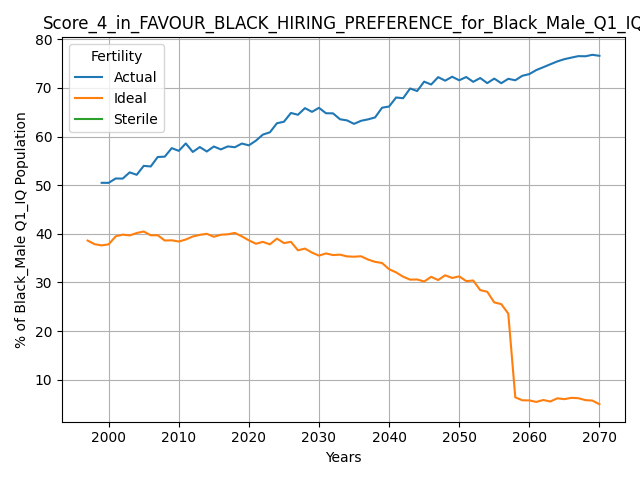 Score_4_in_FAVOUR_BLACK_HIRING_PREFERENCE_for_Black_Male_Q1_IQ
80
70
60
50
40
30
20
10
% of Black_Male Q1_IQ Population
Fertility
Actual
Ideal
Sterile
2000 2010 2020 2030 2040 2050 2060 2070
Years